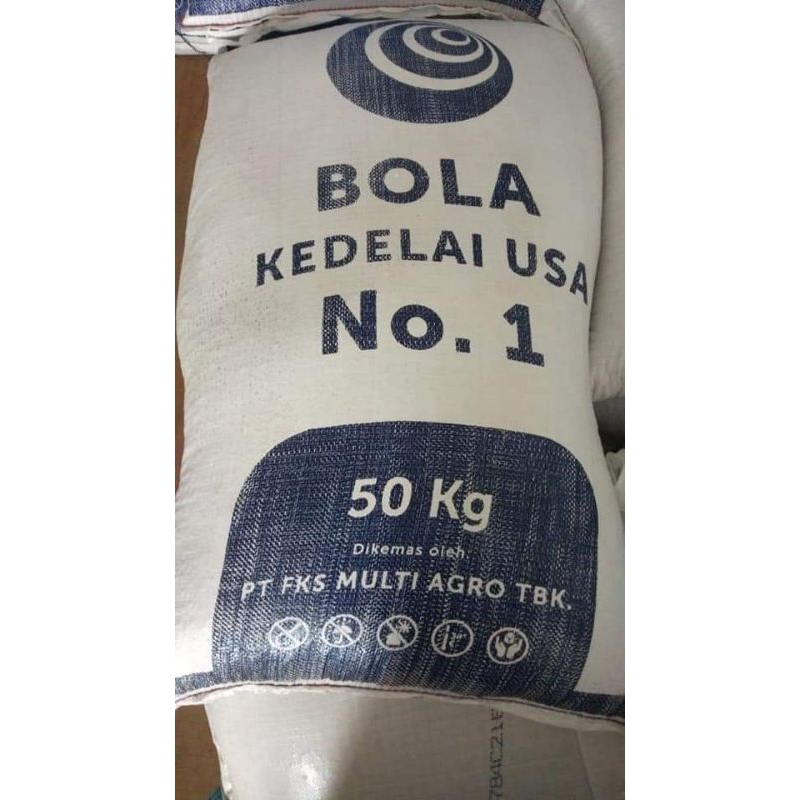 BOLA
KEDELAI USA
No. 1
50 Kg
Dikemas oleh.
PT FKS MULTI AGRO TBK.